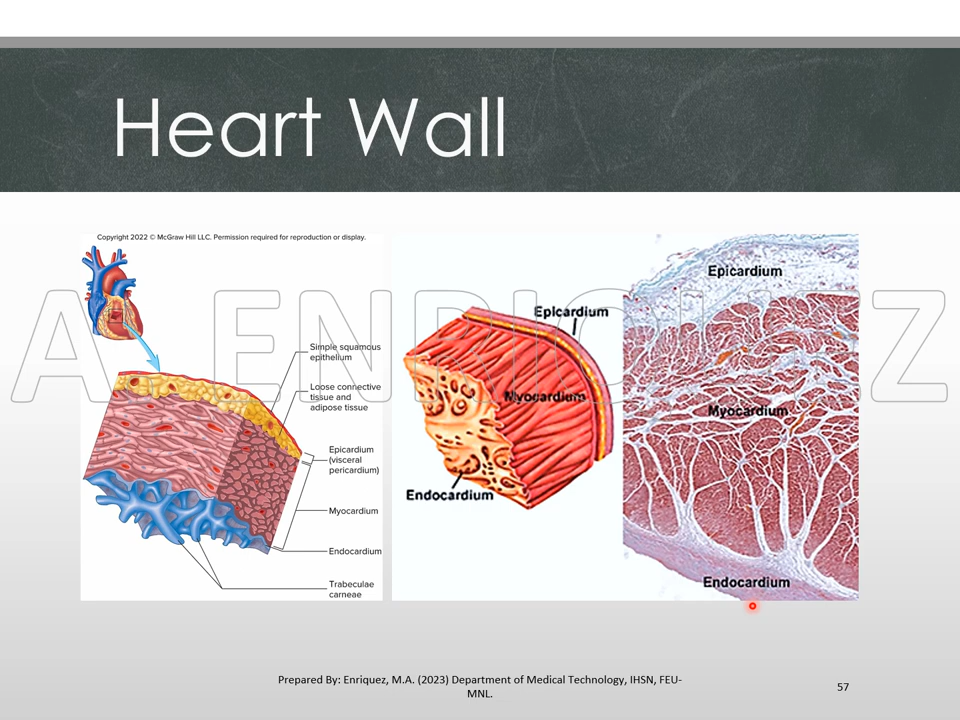 Heart Wall
Copyright 2022 © McGraw Hill LLC. Permission required for reproduction or display.
Simple squamous
epithelium
Loose connective
tissue and
adipose tissue
Epicardium
(visceral
pericardium)
Myocardium
Endocardium
Trabeculae
carneae
Epicardium
Myocardium
Endocardium
Epicardium
Myocardium
Endocardium
A. ENRIQUEZ
Prepared By: Enriquez, M.A. (2023) Department of Medical Technology, IHSN, FEU-
MNL.
57